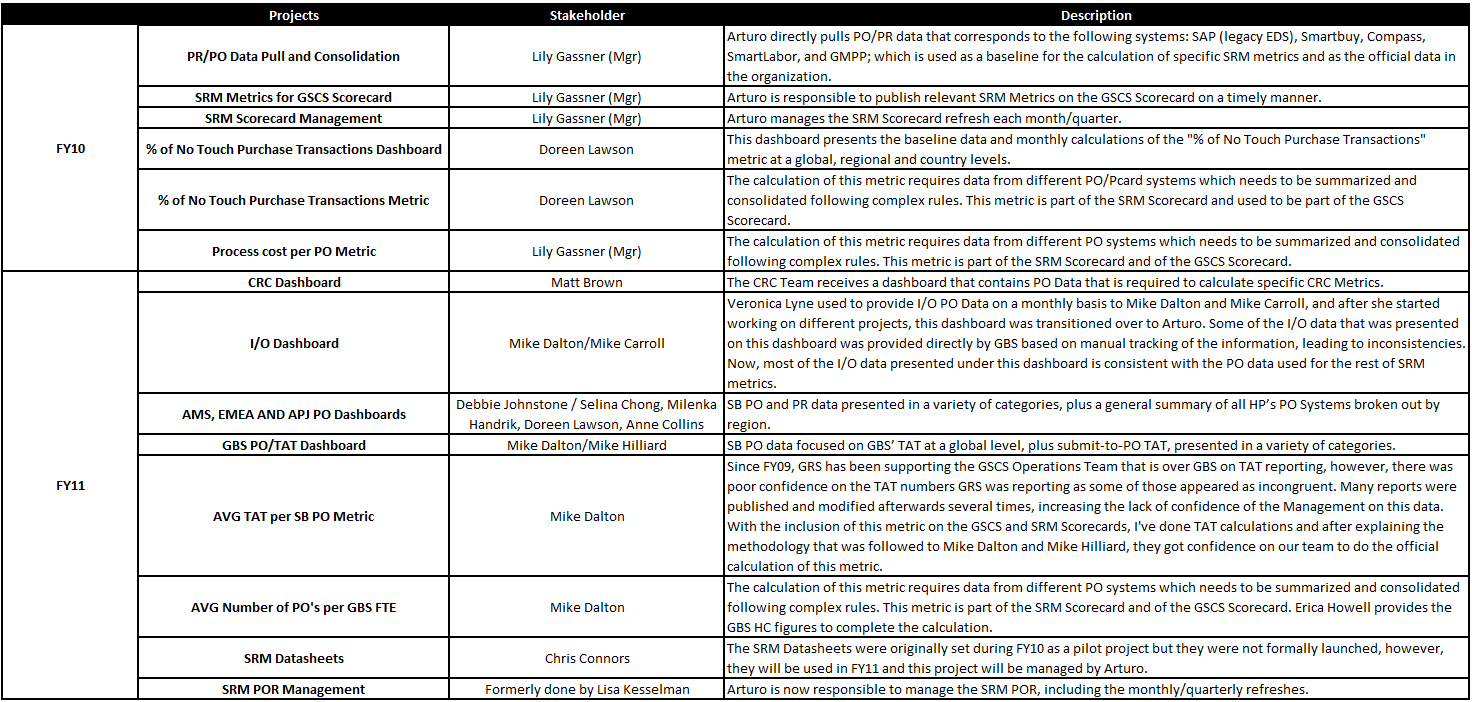 Projects Stakeholder Description
FY10
PR/PO Data Pull and Consolidation
Lily Gassner (Mgr)
Arturo directly pulls PO/PR data that corresponds to the following systems: SAP (legacy EDS), Smartbuy, Compass,
SmartLabor, and GMPP; which is used as a baseline for the calculation of specific SRM metrics and as the official data in
the organization.
SRM Metrics for GSCS Scorecard
Lily Gassner (Mgr)
Arturo is responsible to publish relevant SRM Metrics on the GSCS Scorecard on a timely manner.
SRM Scorecard Management
Lily Gassner (Mgr)
Arturo manages the SRM Scorecard refresh each month/quarter.
% of No Touch Purchase Transactions Dashboard
Doreen Lawson
This dashboard presents the baseline data and monthly calculations of the "% of No Touch Purchase Transactions"
metric at a global, regional and country levels.
% of No Touch Purchase Transactions Metric
Doreen Lawson
The calculation of this metric requires data from different PO/Pcard systems which needs to be summarized and
consolidated following complex rules. This metric is part of the SRM Scorecard and used to be part of the GSCS
Scorecard.
Process cost per PO Metric
Lily Gassner (Mgr)
The calculation of this metric requires data from different PO systems which needs to be summarized and consolidated
following complex rules. This metric is part of the SRM Scorecard and of the GSCS Scorecard.
FY11
CRC Dashboard
Matt Brown
The CRC Team receives a dashboard that contains PO Data that is required to calculate specific CRC Metrics.
I/O Dashboard
Mike Dalton/Mike Carroll
Veronica Lyne used to provide I/O PO Data on a monthly basis to Mike Dalton and Mike Carroll, and after she started
working on different projects, this dashboard was transitioned over to Arturo. Some of the I/O data that was presented
on this dashboard was provided directly by GBS based on manual tracking of the information, leading to inconsistencies.
Now, most of the I/O data presented under this dashboard is consistent with the PO data used for the rest of SRM
metrics.
AMS, EMEA AND APJ PO Dashboards
Debbie Johnstone / Selina Chong, Milenka
Handrik, Doreen Lawson, Anne Collins
SB PO and PR data presented in a variety of categories, plus a general summary of all HP’s PO Systems broken out by
region.
GBS PO/TAT Dashboard
Mike Dalton/Mike Hilliard
SB PO data focused on GBS’ TAT at a global level, plus submit-to-PO TAT, presented in a variety of categories.
AVG TAT per SB PO Metric
Mike Dalton
Since FY09, GRS has been supporting the GSCS Operations Team that is over GBS on TAT reporting, however, there was
poor confidence on the TAT numbers GRS was reporting as some of those appeared as incongruent. Many reports were
published and modified afterwards several times, increasing the lack of confidence of the Management on this data.
With the inclusion of this metric on the GSCS and SRM Scorecards, I've done TAT calculations and after explaining the
methodology that was followed to Mike Dalton and Mike Hilliard, they got confidence on our team to do the official
calculation of this metric.
AVG Number of PO's per GBS FTE
Mike Dalton
The calculation of this metric requires data from different PO systems which needs to be summarized and consolidated
following complex rules. This metric is part of the SRM Scorecard and of the GSCS Scorecard. Erica Howell provides the
GBS HC figures to complete the calculation.
SRM Datasheets
Chris Connors
The SRM Datasheets were originally set during FY10 as a pilot project but they were not formally launched, however,
they will be used in FY11 and this project will be managed by Arturo.
SRM POR Management
Formerly done by Lisa Kesselman
Arturo is now responsible to manage the SRM POR, including the monthly/quarterly refreshes.